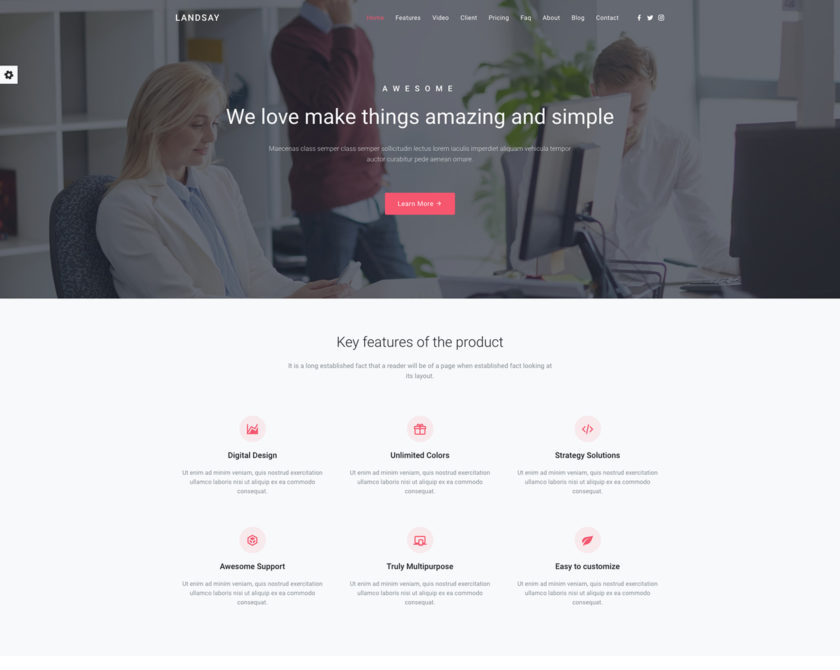 LANDSAY
Home Features Video Client Pricing Faq About Blog Contact
AWESOME
We love make things amazing and simple
Maecenas class semper class semper sollicitudin lectus lorem iaculis imperdiet aliquam vehicula tempor
auctor curabitur pede aenean ornare.
Learn More →
Key features of the product
It is a long established fact that a reader will be of a page when established fact looking at
its layout.
Digital Design
Ut enim ad minim veniam, quis nostrud exercitation
ullamco laboris nisi ut aliquip ex ea commodo
consequat.
Unlimited Colors
Ut enim ad minim veniam, quis nostrud exercitation
ullamco laboris nisi ut aliquip ex ea commodo
consequat.
Strategy Solutions
Ut enim ad minim veniam, quis nostrud exercitation
ullamco laboris nisi ut aliquip ex ea commodo
consequat.
Awesome Support
Ut enim ad minim veniam, quis nostrud exercitation
ullamco laboris nisi ut aliquip ex ea commodo
consequat.
Truly Multipurpose
Ut enim ad minim veniam, quis nostrud exercitation
ullamco laboris nisi ut aliquip ex ea commodo
consequat.
Easy to customize
Ut enim ad minim veniam, quis nostrud exercitation
ullamco laboris nisi ut aliquip ex ea commodo
consequat.